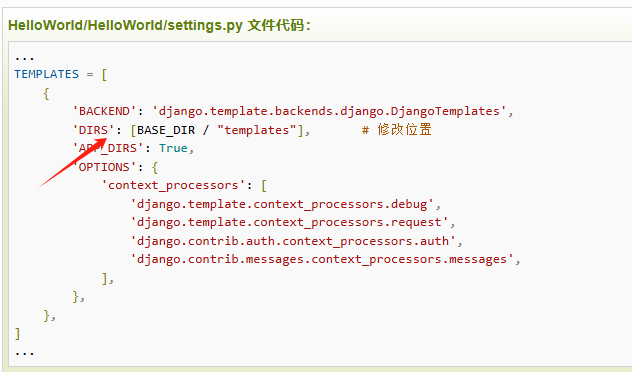 HelloWorld/HelloWorld/settings.py 文件代码：
...
TEMPLATES = [
    {
        'BACKEND': 'django.template.backends.django.DjangoTemplates',
        'DIRS': [BASE_DIR / "templates"],       # 修改位置
        'APP_DIRS': True,
        'OPTIONS': {
            'context_processors': [
                'django.template.context_processors.debug',
                'django.template.context_processors.request',
                'django.contrib.auth.context_processors.auth',
                'django.contrib.messages.context_processors.messages',
            ],
        },
    },
]
...